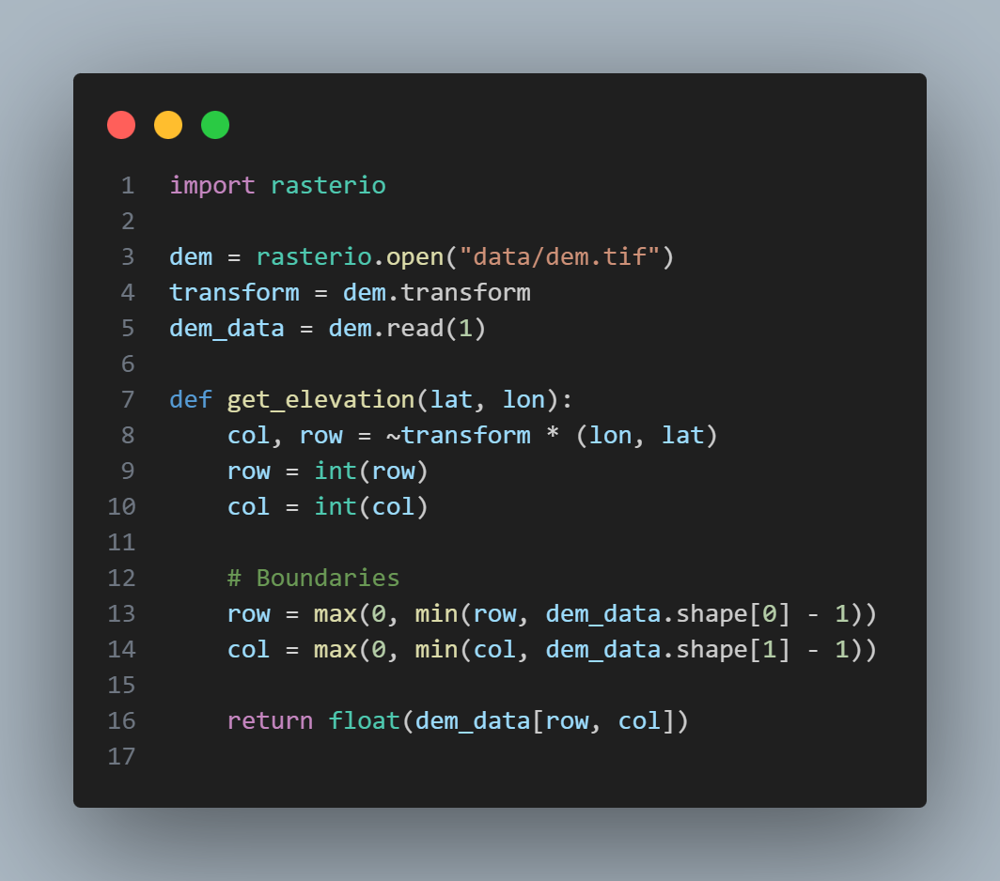 1 import rasterio
2
3 dem = rasterio.open("data/dem.tif")
4 transform = dem.transform
5 dem_data = dem.read(1)
6
7 def get_elevation(lat, lon):
8     col, row = ~transform * (lon, lat)
9     row = int(row)
10     col = int(col)
11
12     # Boundaries
13     row = max(0, min(row, dem_data.shape[0] - 1))
14     col = max(0, min(col, dem_data.shape[1] - 1))
15
16     return float(dem_data[row, col])
17